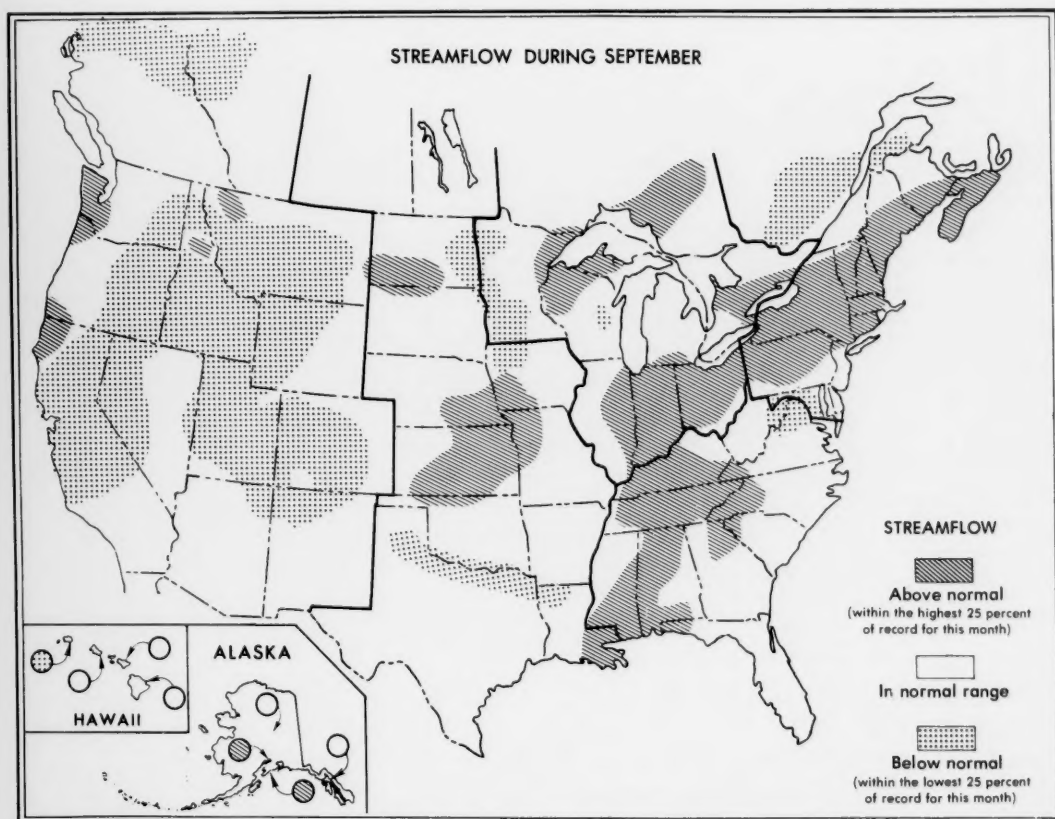 STREAMFLOW DURING SEPTEMBER
STREAMFLOW
Above normal
(within the highest 25 percent
of record for this month)
In normal range
Below normal
(within the lowest 25 percent
of record for this month)
ALASKA
HAWAII